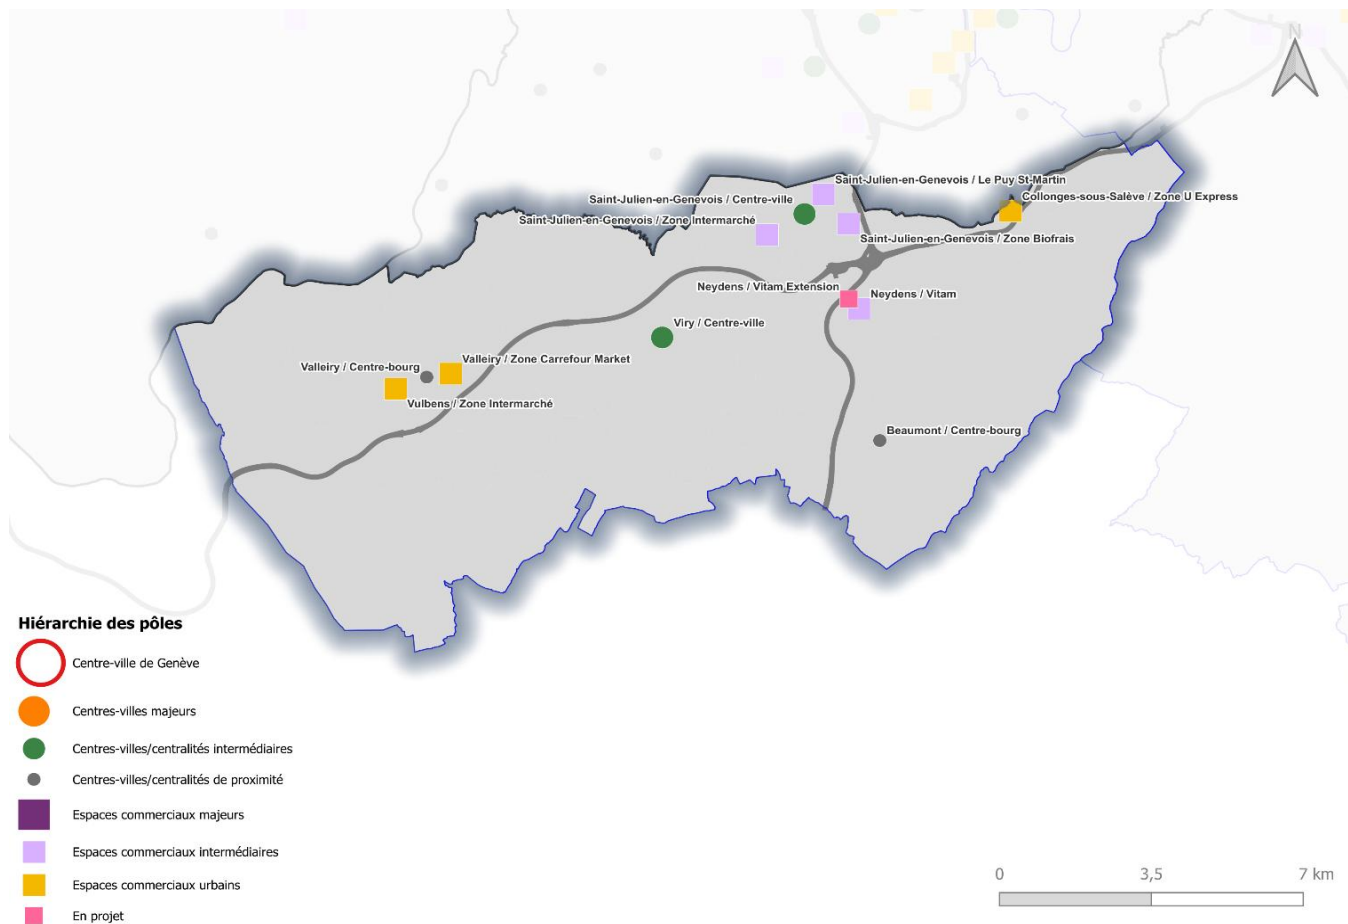 N
Saint-Julien-en-Genevois / Le Puy St-Martin
Saint-Julien-en-Genevois / Centre-ville
Collonges-sous-Salève / Zone U Express
Saint-Julien-en-Genevois / Zone Intermarché
Saint-Julien-en-Genevois / Zone Biofrais
Neydens / Vitam Extension
Neydens / Vitam
Viry / Centre-ville
Valleiry / Zone Carrefour Market
Valleiry / Centre-bourg
Vulbens / Zone Intermarché
Beaumont / Centre-bourg
Hiérarchie des pôles
Centre-ville de Genève
Centres-villes majeurs
Centres-villes/centralités intermédiaires
Centres-villes/centralités de proximité
Espaces commerciaux majeurs
Espaces commerciaux intermédiaires
Espaces commerciaux urbains
En projet
0 3,5 7 km